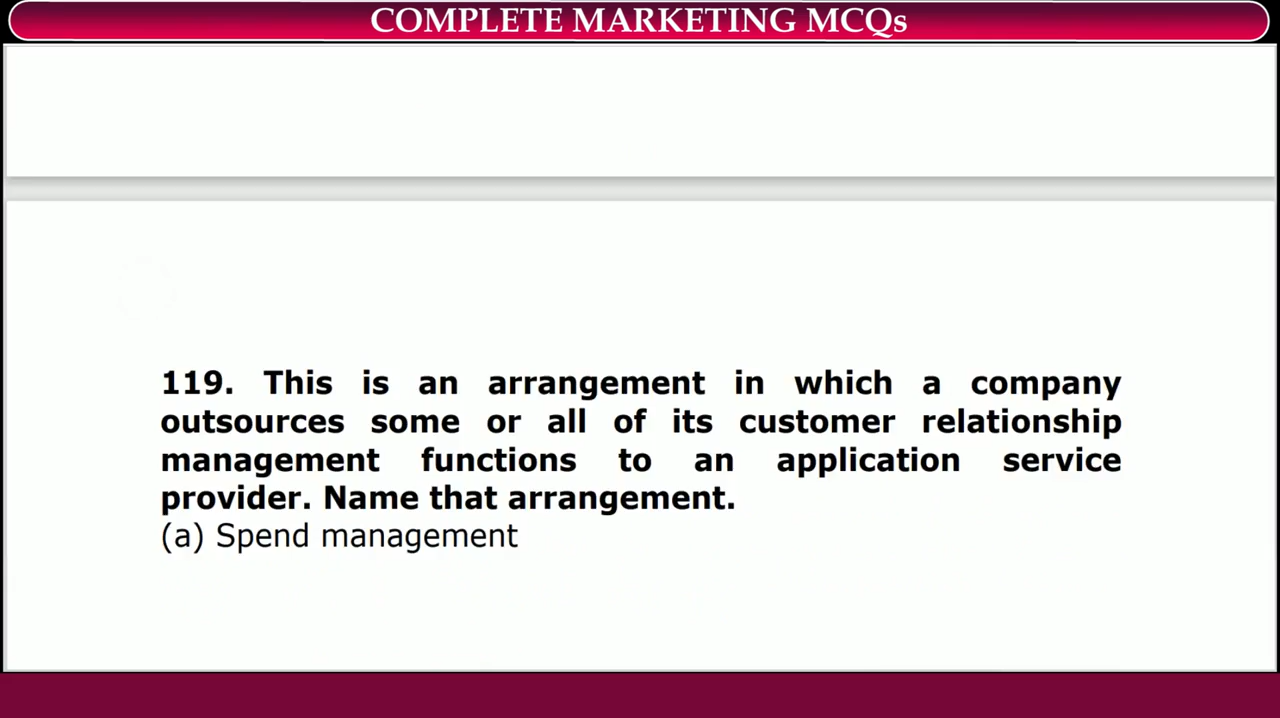 COMPLETE MARKETING MCQs
119. This is an arrangement in which a company
outsources some or all of its customer relationship
management functions to an application service
provider. Name that arrangement.
(a) Spend management